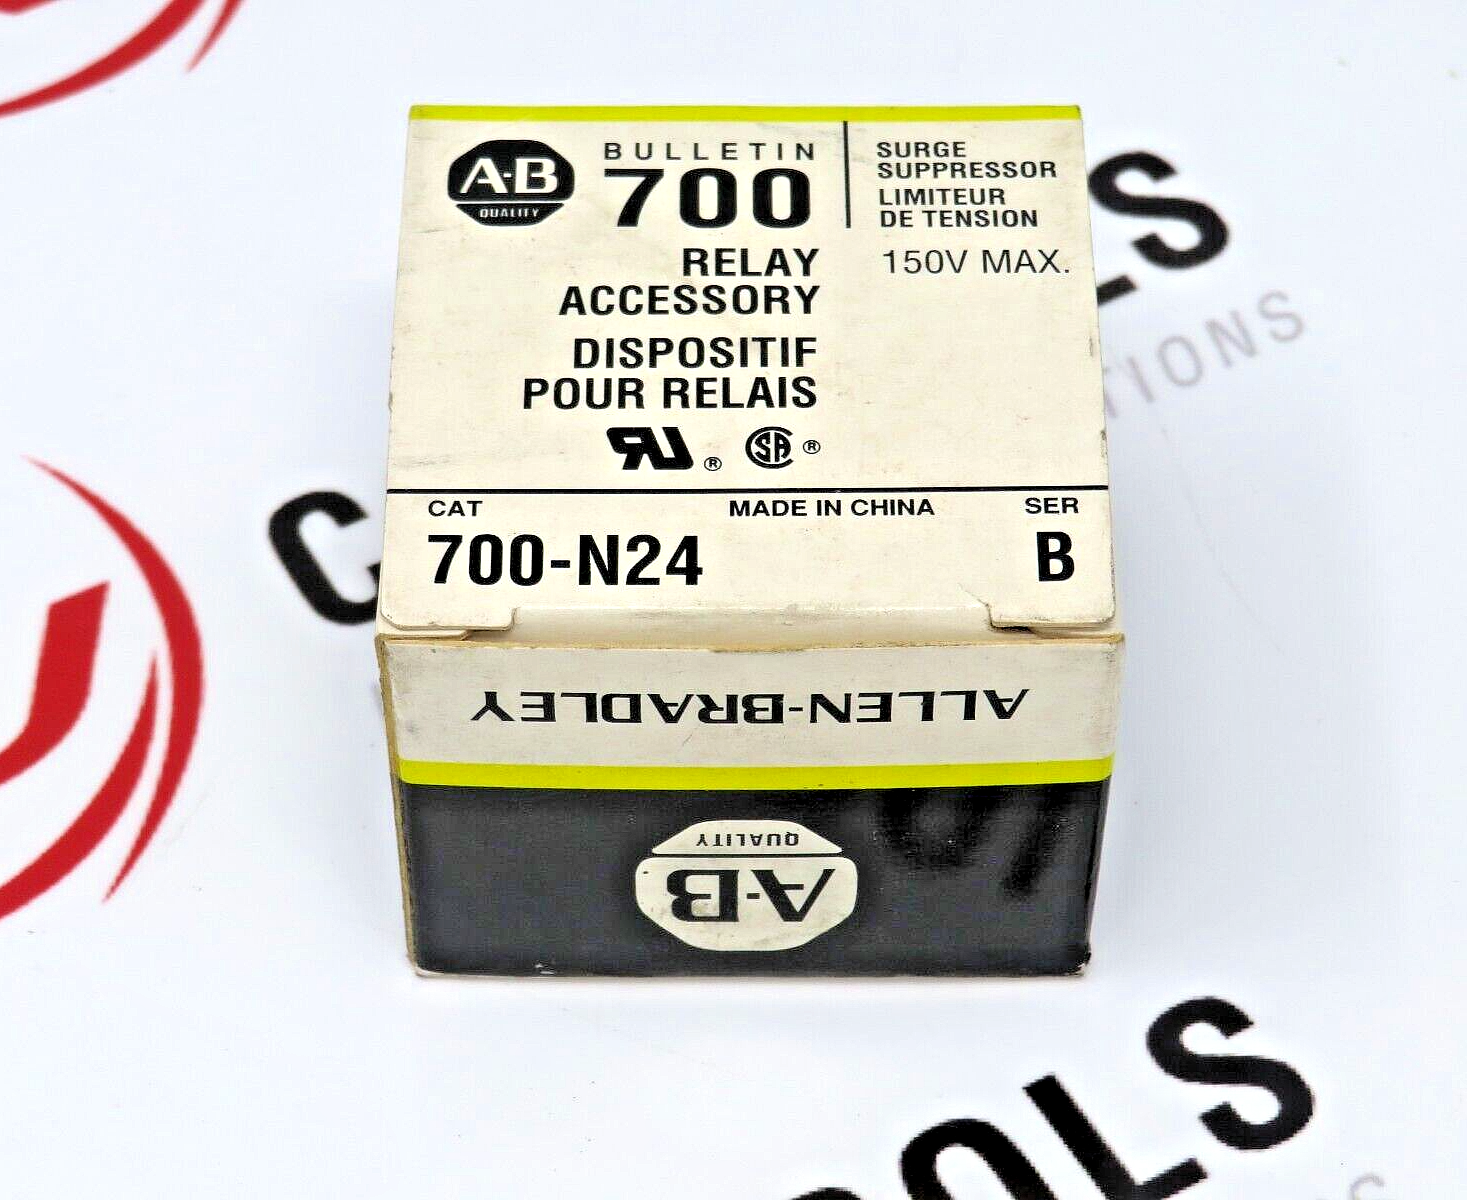 A-B
QUALITY
BULLETIN
700
RELAY
ACCESSORY
DISPOSITIF
POUR RELAIS
SURGE
SUPPRESSOR
LIMITEUR
DE TENSION
150V MAX.
® SA ®
CAT MADE IN CHINA SER
700-N24 B
ALLEN-BRADLEY
QUALITY
A-B